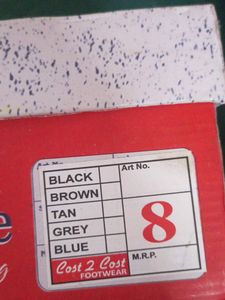 BLACK
BROWN
TAN
GREY
BLUE
Art No.
8
M.R.P.
Cost 2 Cost
FOOTWEAR